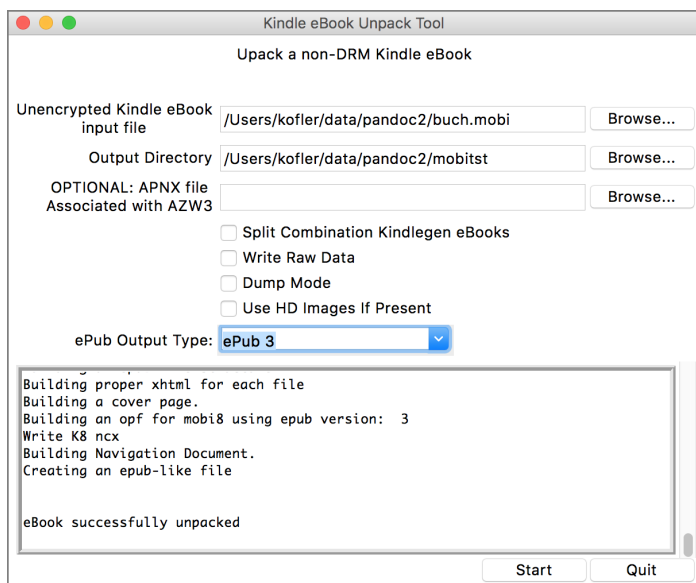 Kindle eBook Unpack Tool
Upack a non-DRM Kindle eBook
Unencrypted Kindle eBook
input file
/Users/kofler/data/pandoc2/buch.mobi
Browse...
Output Directory
/Users/kofler/data/pandoc2/mobitst
Browse...
OPTIONAL: APNX file
Associated with AZW3
Browse...
Split Combination Kindlegen eBooks
Write Raw Data
Dump Mode
Use HD Images If Present
ePub Output Type:
ePub 3
Building proper xhtml for each file
Building a cover page.
Building an opf for mobi8 using epub version:  3
Write K8 ncx
Building Navigation Document.
Creating an epub-like file
eBook successfully unpacked
Start
Quit